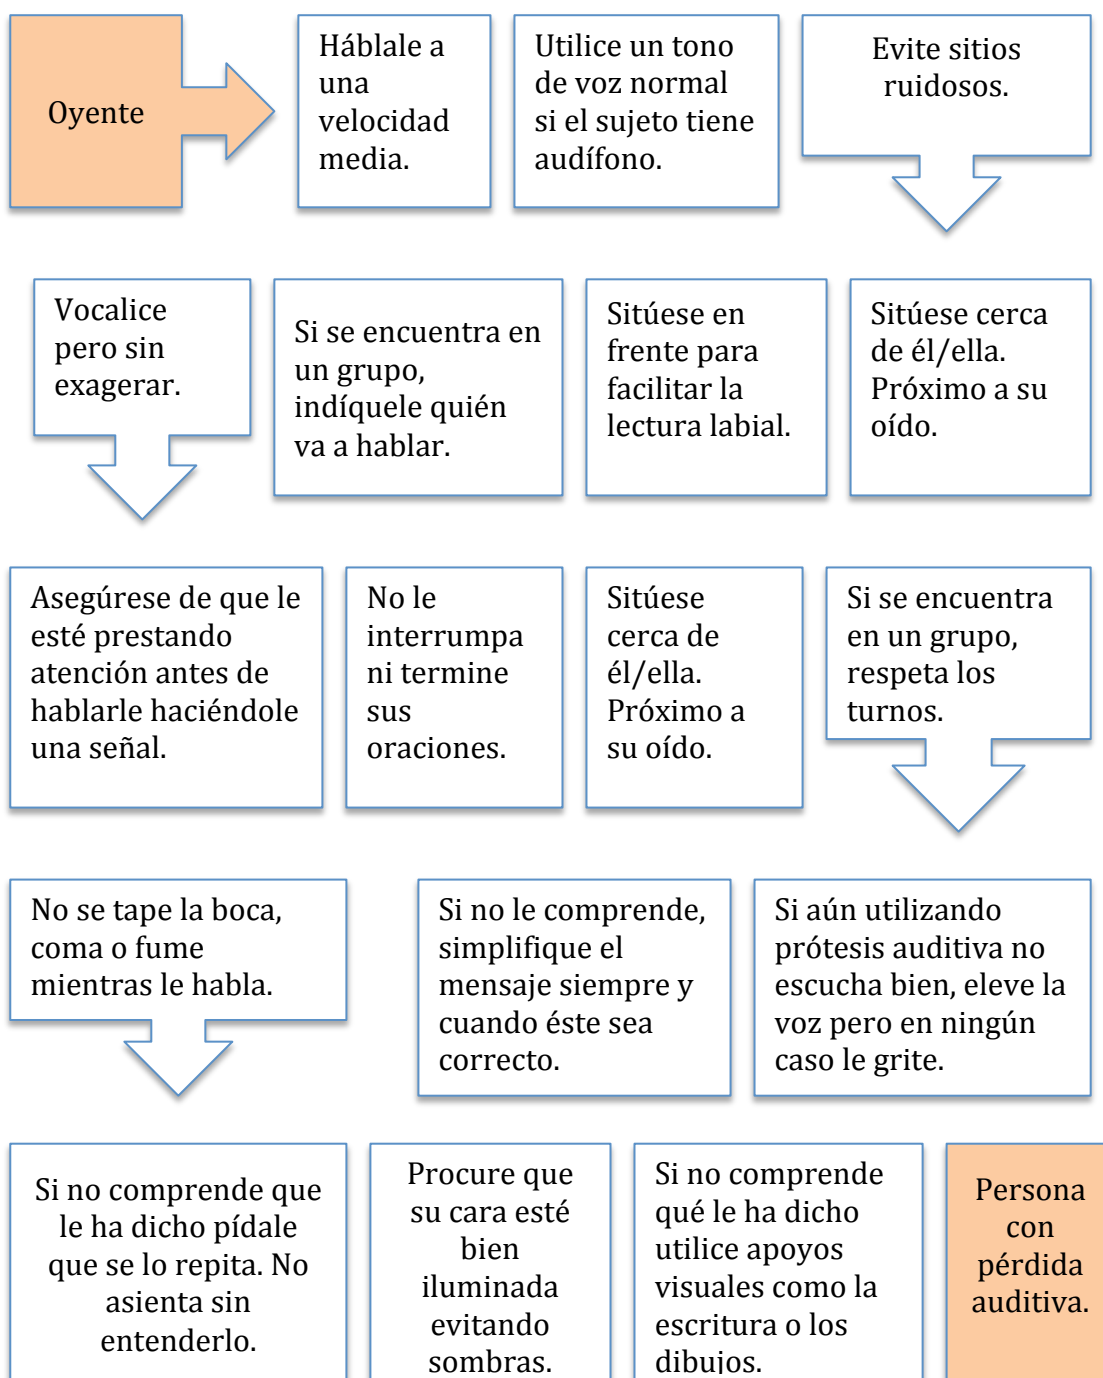 Oyente
Háblale a
una
velocidad
media.
Utilice un tono
de voz normal
si el sujeto tiene
audífono.
Evite sitios
ruidosos.
Vocalice
pero sin
exagerar.
Si se encuentra en
un grupo,
indíquele quién
va a hablar.
Sitúese en
frente para
facilitar la
lectura labial.
Sitúese cerca
de él/ella.
Próximo a su
oído.
Asegúrese de que le
esté prestando
atención antes de
hablarle haciéndole
una señal.
No le
interrumpa
ni termine
sus
oraciones.
Sitúese
cerca de
él/ella.
Próximo a
su oído.
Si se encuentra
en un grupo,
respeta los
turnos.
No se tape la boca,
coma o fume
mientras le habla.
Si no le comprende,
simplifique el
mensaje siempre y
cuando éste sea
correcto.
Si aún utilizando
prótesis auditiva no
escucha bien, eleve la
voz pero en ningún
caso le grite.
Si no comprende que
le ha dicho pídale
que se lo repita. No
asienta sin
entenderlo.
Procure que
su cara esté
bien
iluminada
evitando
sombras.
Si no comprende
qué le ha dicho
utilice apoyos
visuales como la
escritura o los
dibujos.
Persona
con
pérdida
auditiva.